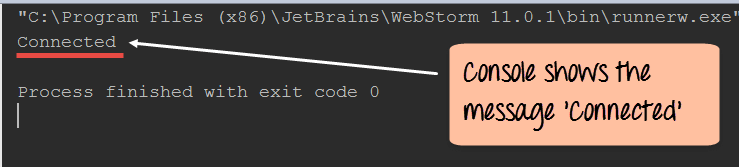 "C:\Program Files (x86)\JetBrains\WebStorm 11.0.1\bin\runnerw.exe"
Connected
Console shows the
message 'Connected'
Process finished with exit code 0